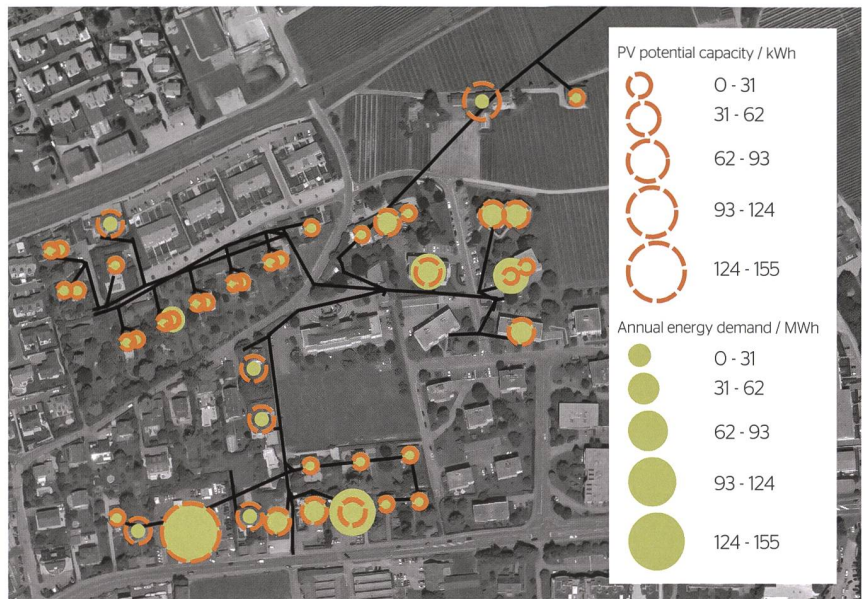 PV potential capacity / kWh
0 - 31
31 - 62
62 - 93
93 - 124
124 - 155
Annual energy demand / MWh
0 - 31
31 - 62
62 - 93
93 - 124
124 - 155